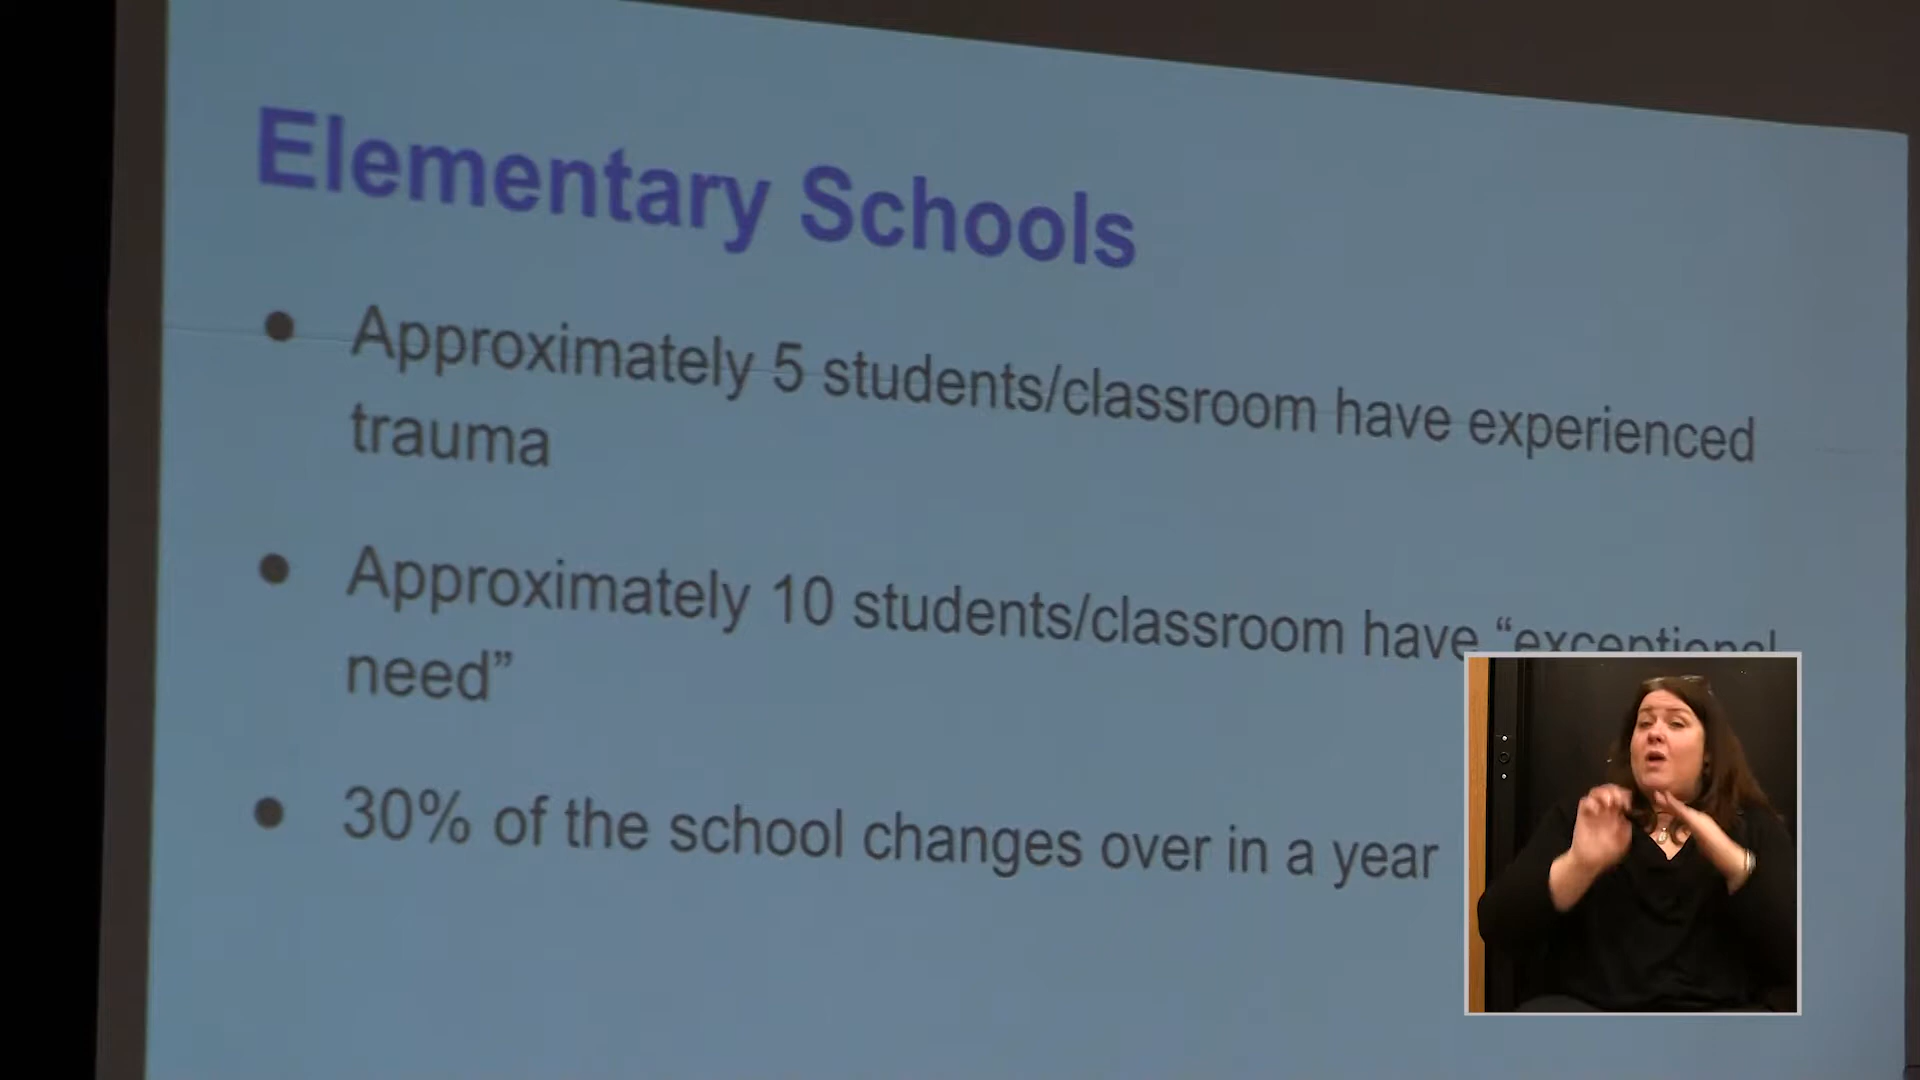 Elementary Schools
● Approximately 5 students/classroom have experienced
trauma
● Approximately 10 students/classroom have “exceptional
need”
● 30% of the school changes over in a year